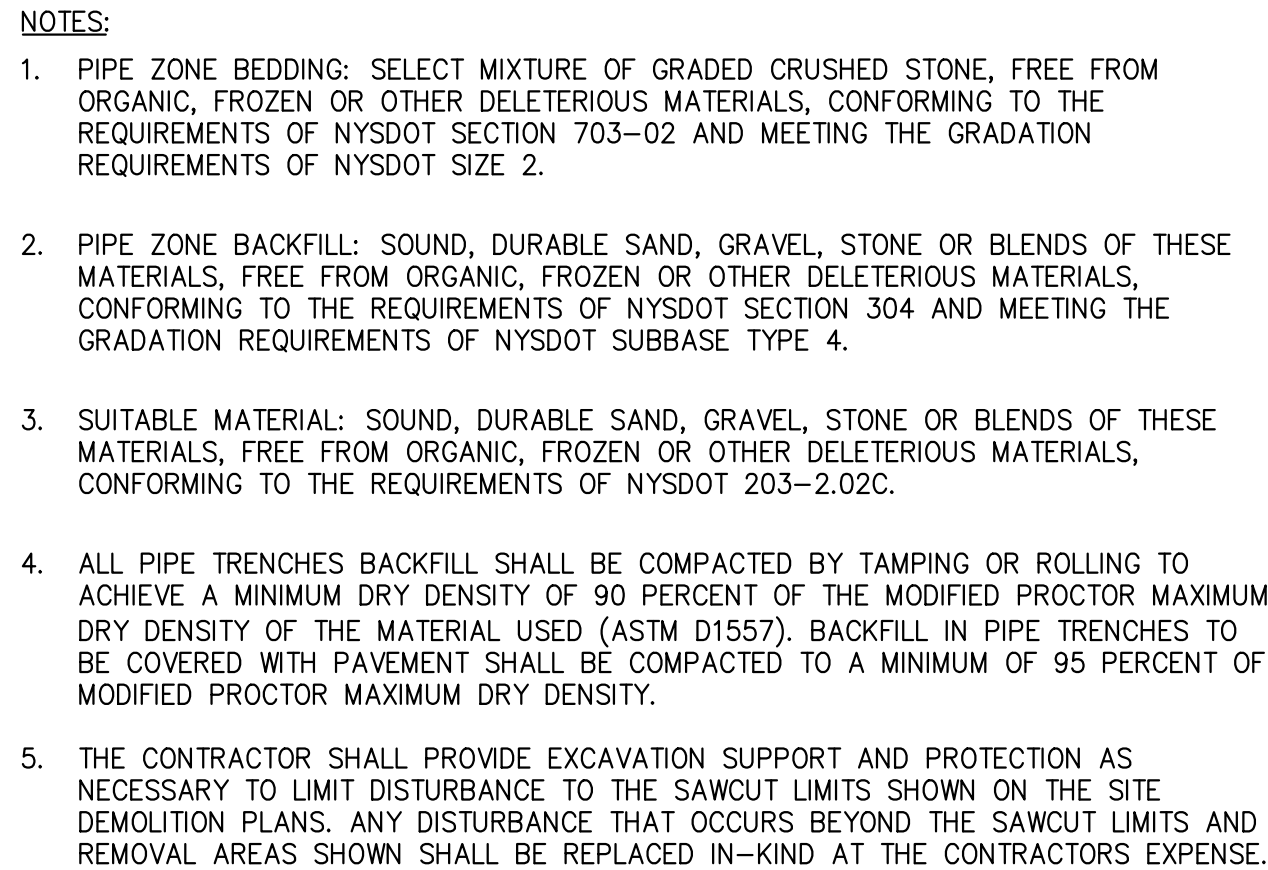 NOTES:
1. PIPE ZONE BEDDING: SELECT MIXTURE OF GRADED CRUSHED STONE, FREE FROM
ORGANIC, FROZEN OR OTHER DELETERIOUS MATERIALS, CONFORMING TO THE
REQUIREMENTS OF NYSDOT SECTION 703-02 AND MEETING THE GRADATION
REQUIREMENTS OF NYSDOT SIZE 2.
2. PIPE ZONE BACKFILL: SOUND, DURABLE SAND, GRAVEL, STONE OR BLENDS OF THESE
MATERIALS, FREE FROM ORGANIC, FROZEN OR OTHER DELETERIOUS MATERIALS,
CONFORMING TO THE REQUIREMENTS OF NYSDOT SECTION 304 AND MEETING THE
GRADATION REQUIREMENTS OF NYSDOT SUBBASE TYPE 4.
3. SUITABLE MATERIAL: SOUND, DURABLE SAND, GRAVEL, STONE OR BLENDS OF THESE
MATERIALS, FREE FROM ORGANIC, FROZEN OR OTHER DELETERIOUS MATERIALS,
CONFORMING TO THE REQUIREMENTS OF NYSDOT 203-2.02C.
4. ALL PIPE TRENCHES BACKFILL SHALL BE COMPACTED BY TAMPING OR ROLLING TO
ACHIEVE A MINIMUM DRY DENSITY OF 90 PERCENT OF THE MODIFIED PROCTOR MAXIMUM
DRY DENSITY OF THE MATERIAL USED (ASTM D1557). BACKFILL IN PIPE TRENCHES TO
BE COVERED WITH PAVEMENT SHALL BE COMPACTED TO A MINIMUM OF 95 PERCENT OF
MODIFIED PROCTOR MAXIMUM DRY DENSITY.
5. THE CONTRACTOR SHALL PROVIDE EXCAVATION SUPPORT AND PROTECTION AS
NECESSARY TO LIMIT DISTURBANCE TO THE SAWCUT LIMITS SHOWN ON THE SITE
DEMOLITION PLANS. ANY DISTURBANCE THAT OCCURS BEYOND THE SAWCUT LIMITS AND
REMOVAL AREAS SHOWN SHALL BE REPLACED IN-KIND AT THE CONTRACTORS EXPENSE.